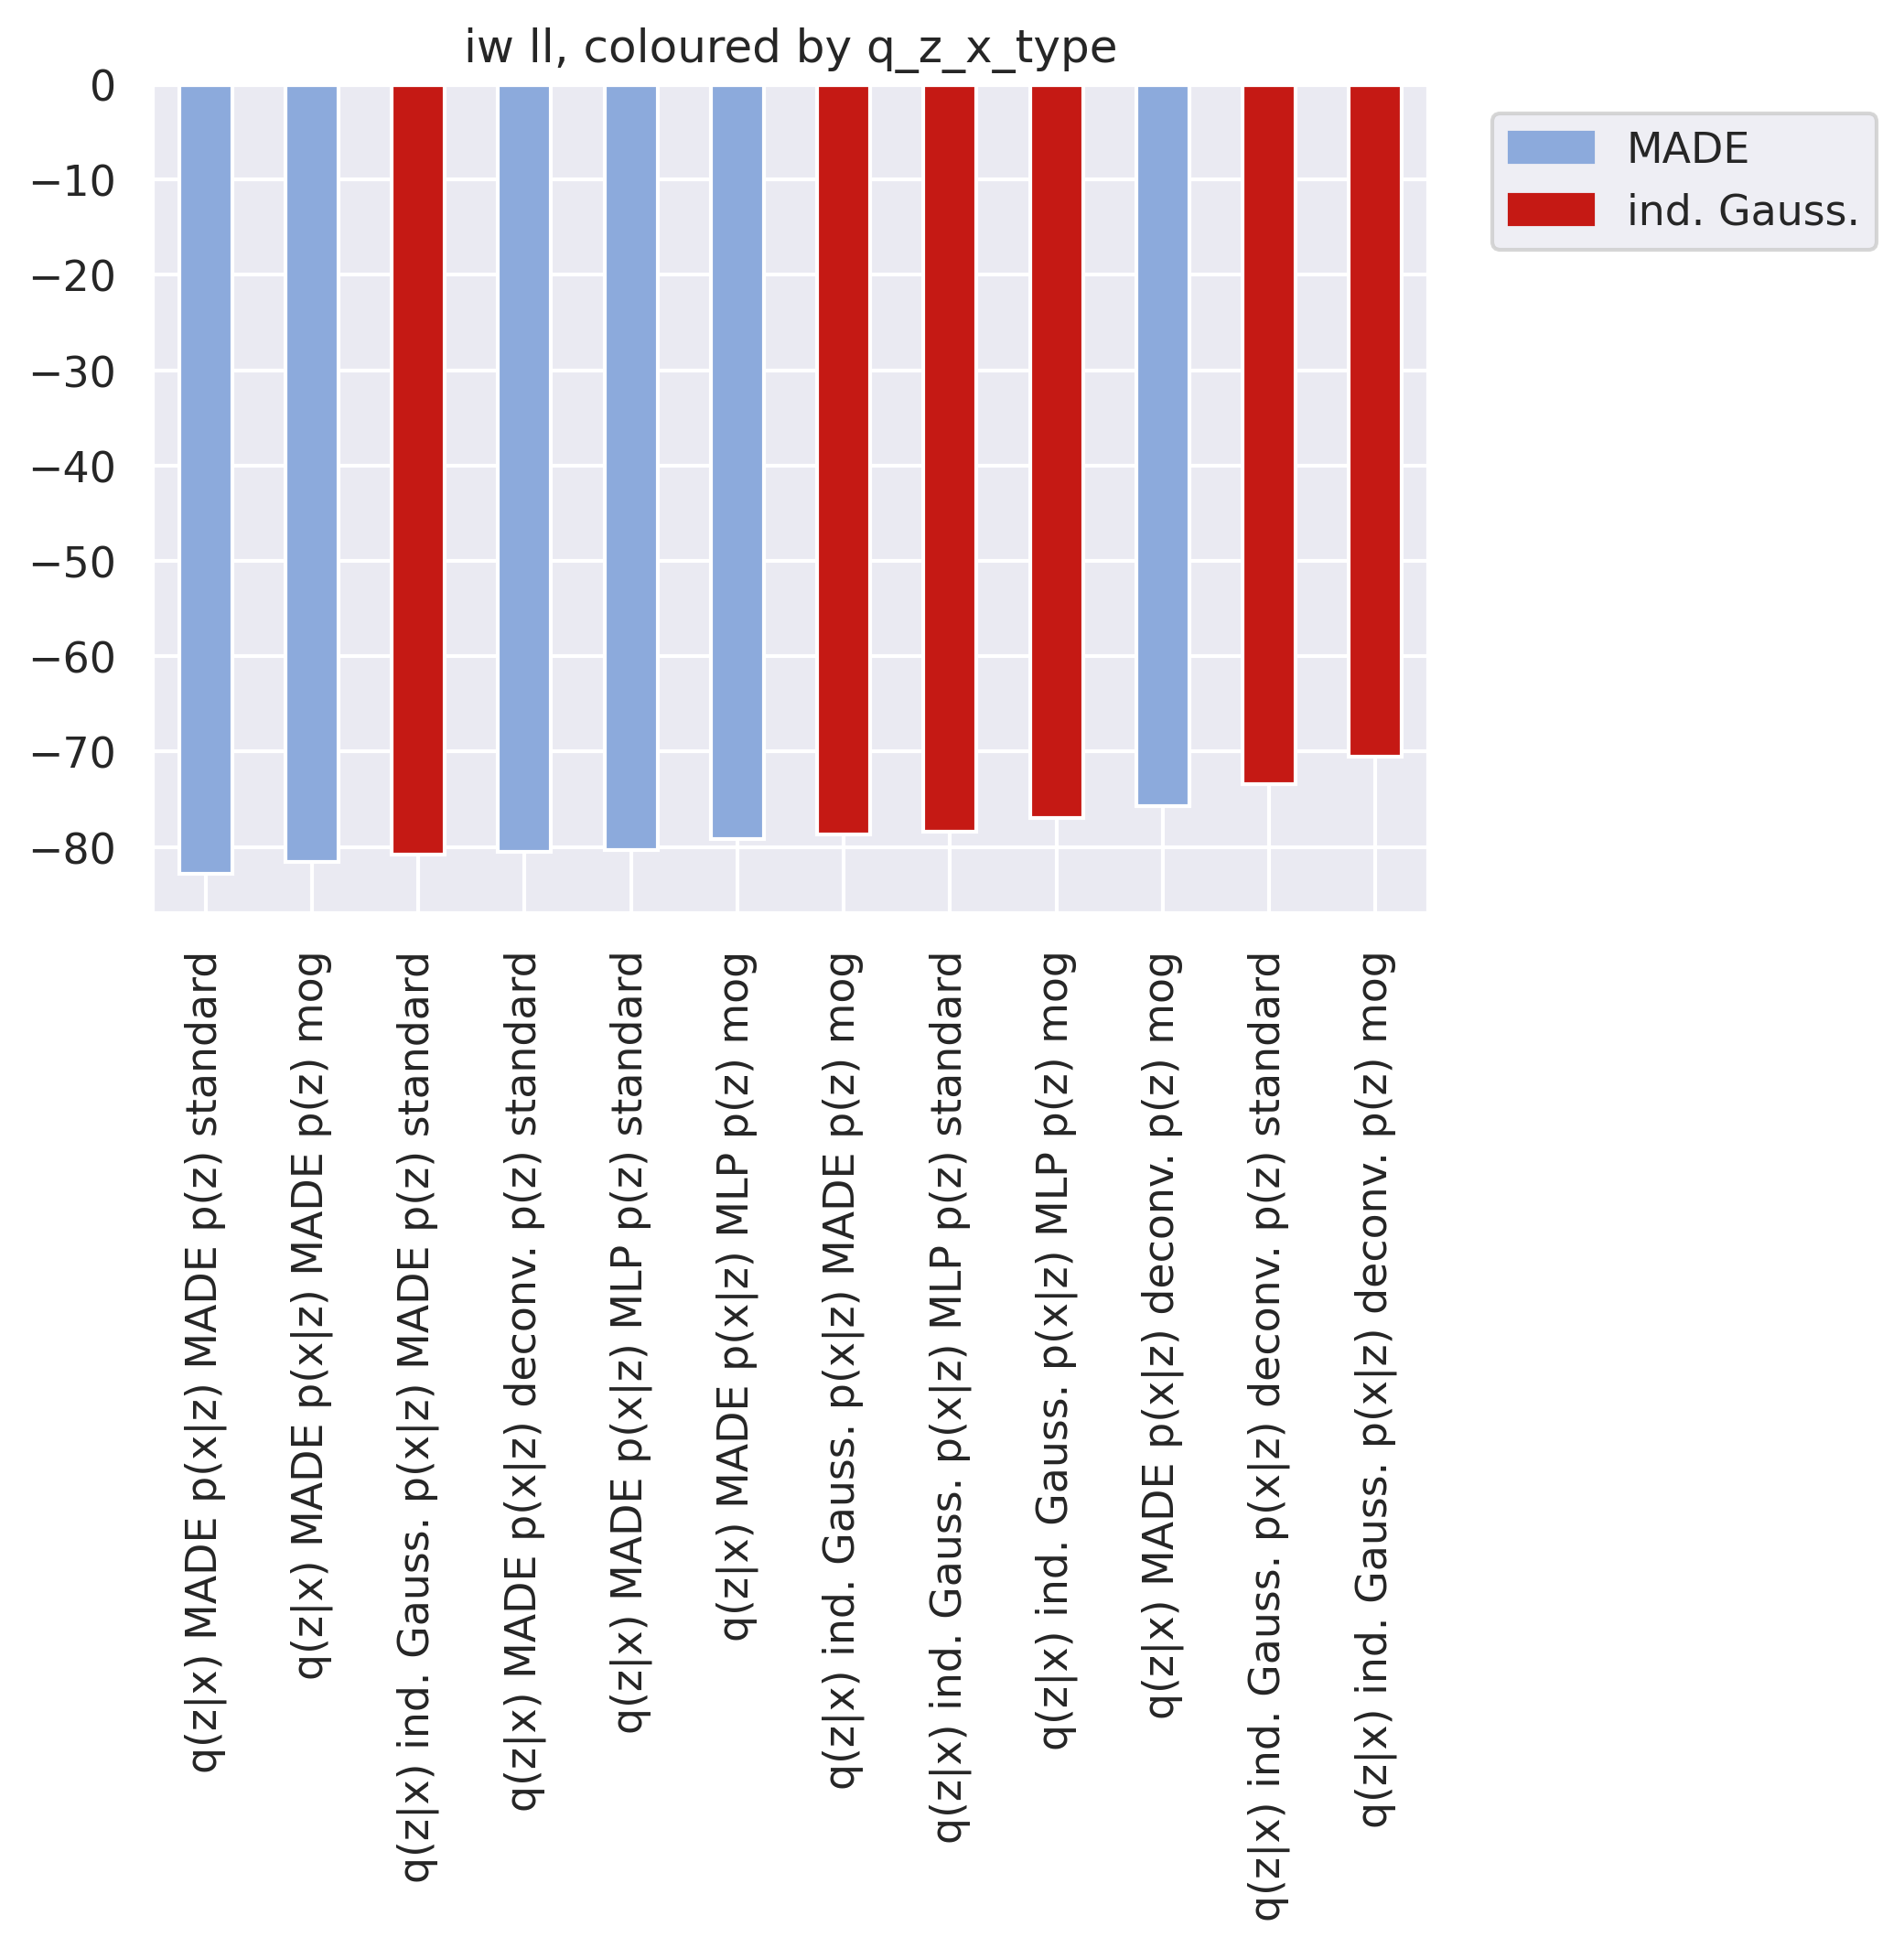 iw ll, coloured by q_z_x_type
0
−10
−20
−30
−40
−50
−60
−70
−80
MADE
ind. Gauss.
q(z|x) MADE p(x|z) MADE p(z) standard
q(z|x) MADE p(x|z) MADE p(z) mog
q(z|x) ind. Gauss. p(x|z) MADE p(z) standard
q(z|x) MADE p(x|z) deconv. p(z) standard
q(z|x) MADE p(x|z) MLP p(z) standard
q(z|x) MADE p(x|z) MLP p(z) mog
q(z|x) ind. Gauss. p(x|z) MADE p(z) mog
q(z|x) ind. Gauss. p(x|z) MLP p(z) standard
q(z|x) ind. Gauss. p(x|z) MLP p(z) mog
q(z|x) MADE p(x|z) deconv. p(z) mog
q(z|x) ind. Gauss. p(x|z) deconv. p(z) standard
q(z|x) ind. Gauss. p(x|z) deconv. p(z) mog